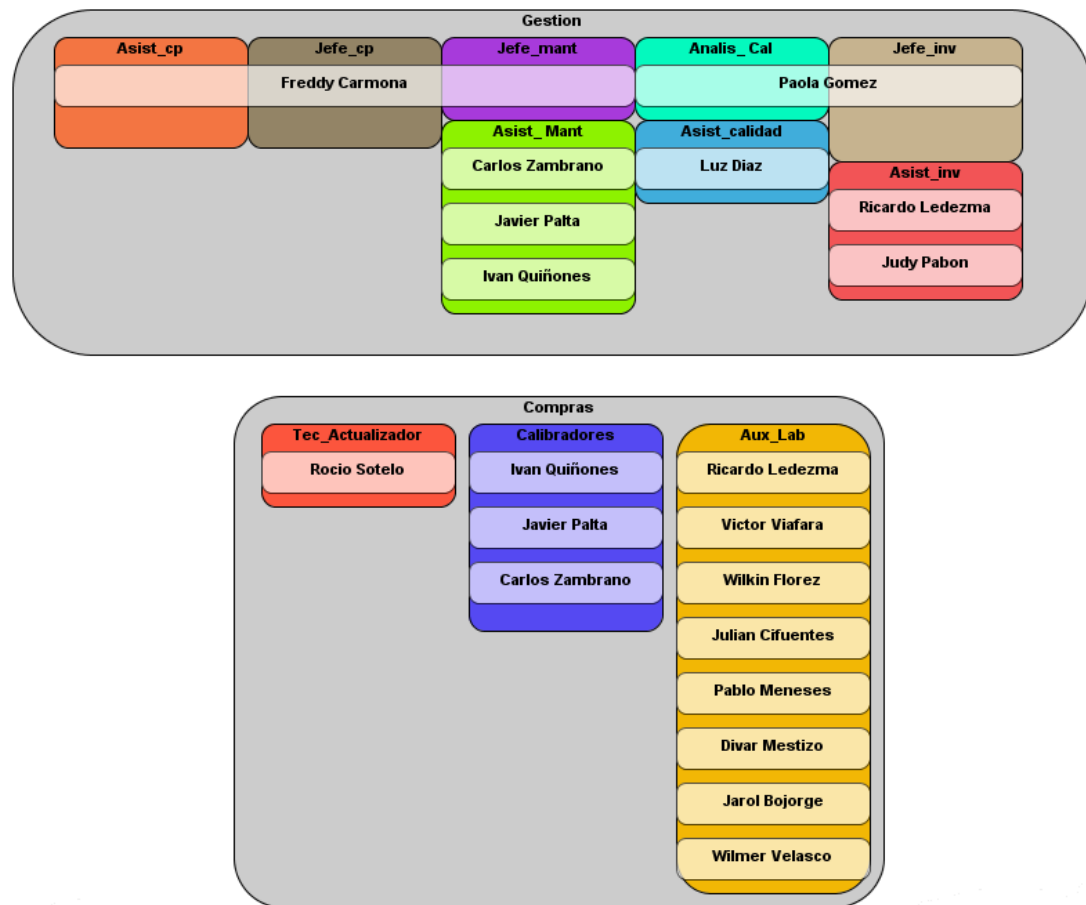 Gestion
Asist_cp Jefe_cp Jefe_mant Analis_ Cal Jefe_inv
Freddy Carmona Paola Gomez
Asist_ Mant Asist_calidad
Carlos Zambrano Luz Diaz Asist_inv
Ricardo Ledezma
Javier Palta
Judy Pabon
Ivan Quiñones
Compras
Tec_Actualizador Calibradores Aux_Lab
Rocio Sotelo Ivan Quiñones Ricardo Ledezma
Javier Palta Victor Viafara
Carlos Zambrano Wilkin Florez
Julian Cifuentes
Pablo Meneses
Divar Mestizo
Jarol Bojorge
Wilmer Velasco